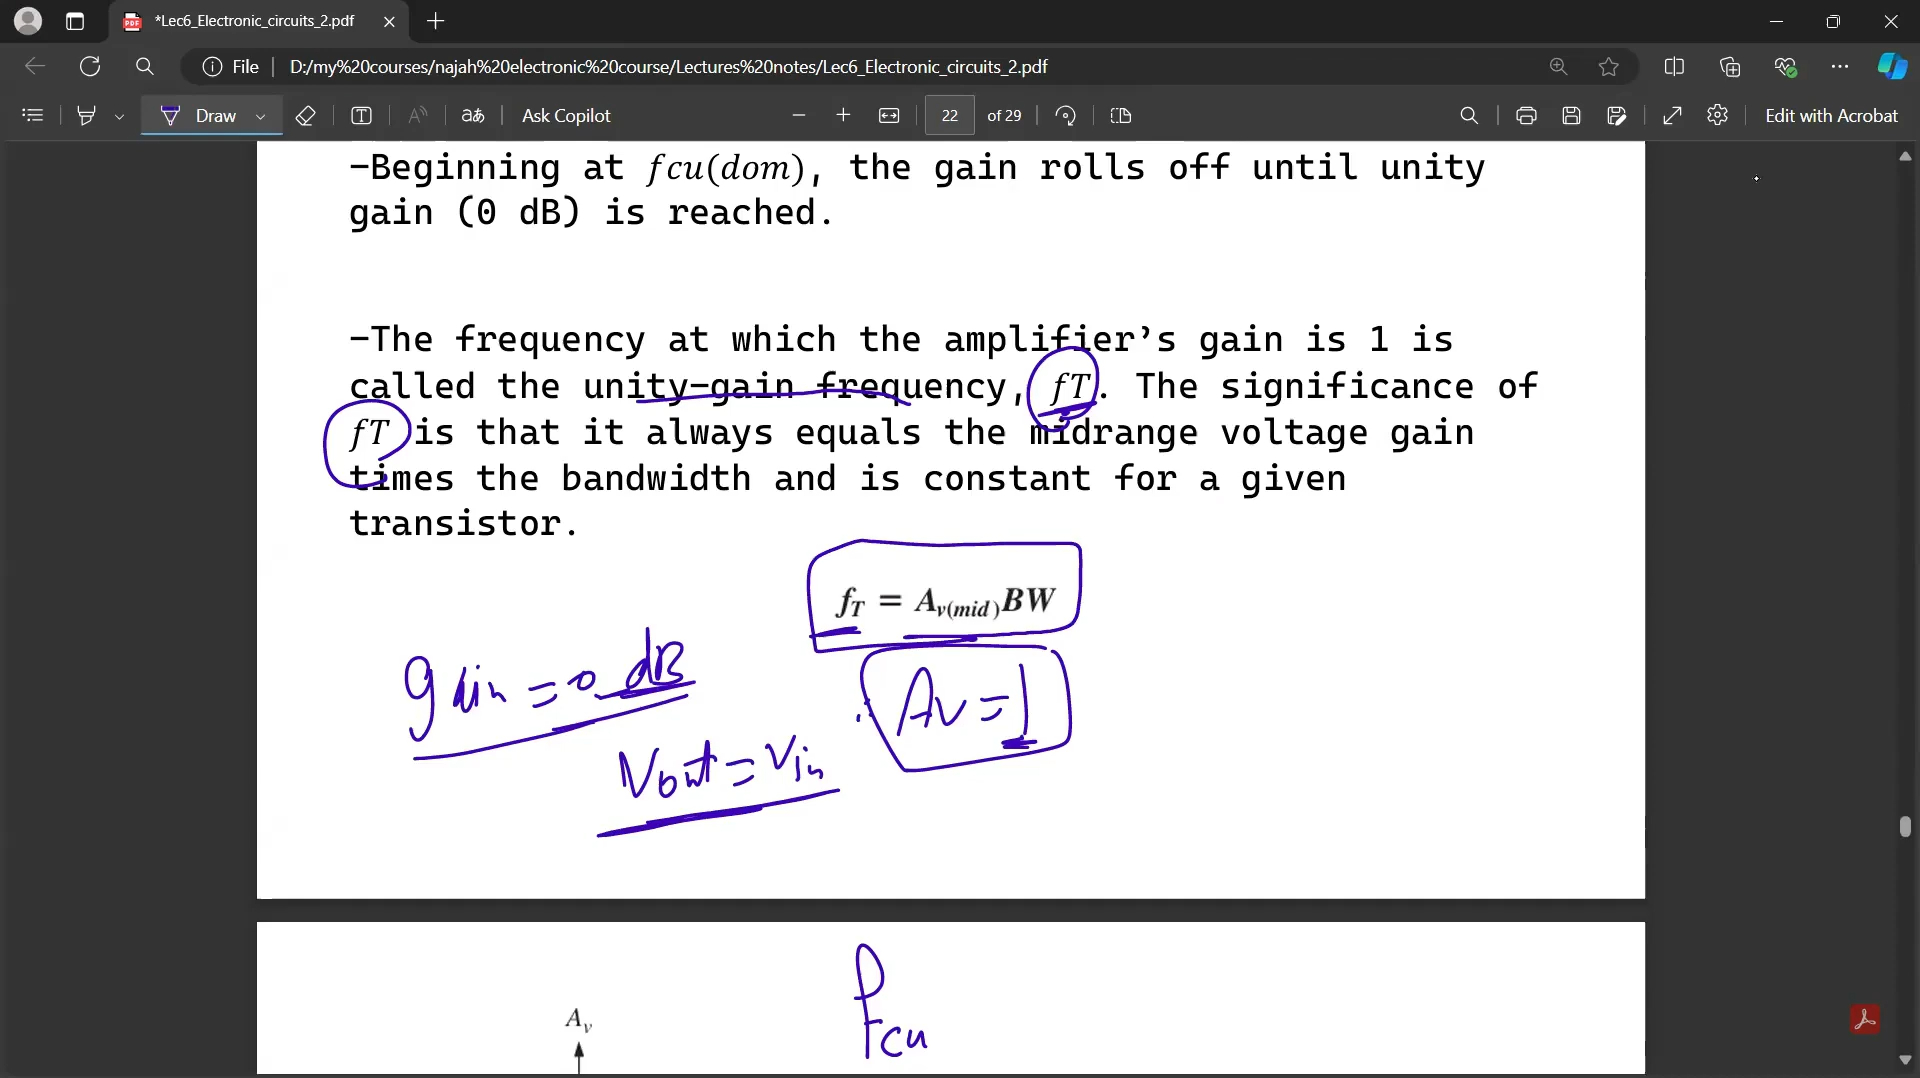 *Lec6_Electronic_circuits_2.pdf
File D:/my%20courses/najah%20electronic%20course/Lectures%20notes/Lec6_Electronic_circuits_2.pdf
Draw T aあ Ask Copilot 22 of 29 Edit with Acrobat
-Beginning at fcu(dom), the gain rolls off until unity
gain (0 dB) is reached.
-The frequency at which the amplifier's gain is 1 is
called the unity-gain frequency, fT. The significance of
fT is that it always equals the midrange voltage gain
times the bandwidth and is constant for a given
transistor.
fT = Av(mid)BW
gain = 0 dB
∴ Av = 1
Vout = Vin
fcu
Av